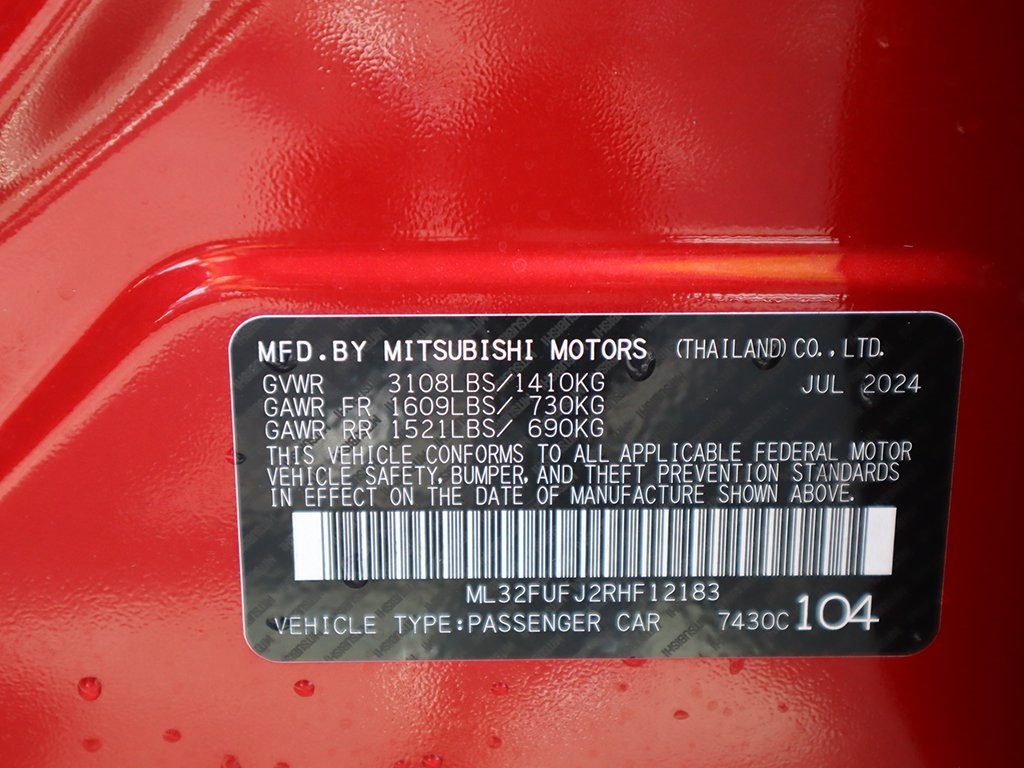 MFD.BY MITSUBISHI MOTORS (THAILAND)CO.,LTD.
GVWR 3108LBS/1410KG JUL 2024
GAWR FR 1609LBS/ 730KG
GAWR RR 1521LBS/ 690KG
THIS VEHICLE CONFORMS TO ALL APPLICABLE FEDERAL MOTOR
VEHICLE SAFETY, BUMPER, AND THEFT PREVENTION STANDARDS
IN EFFECT ON THE DATE OF MANUFACTURE SHOWN ABOVE.
ML32FUFJ2RHF12183
VEHICLE TYPE:PASSENGER CAR 7430C 104